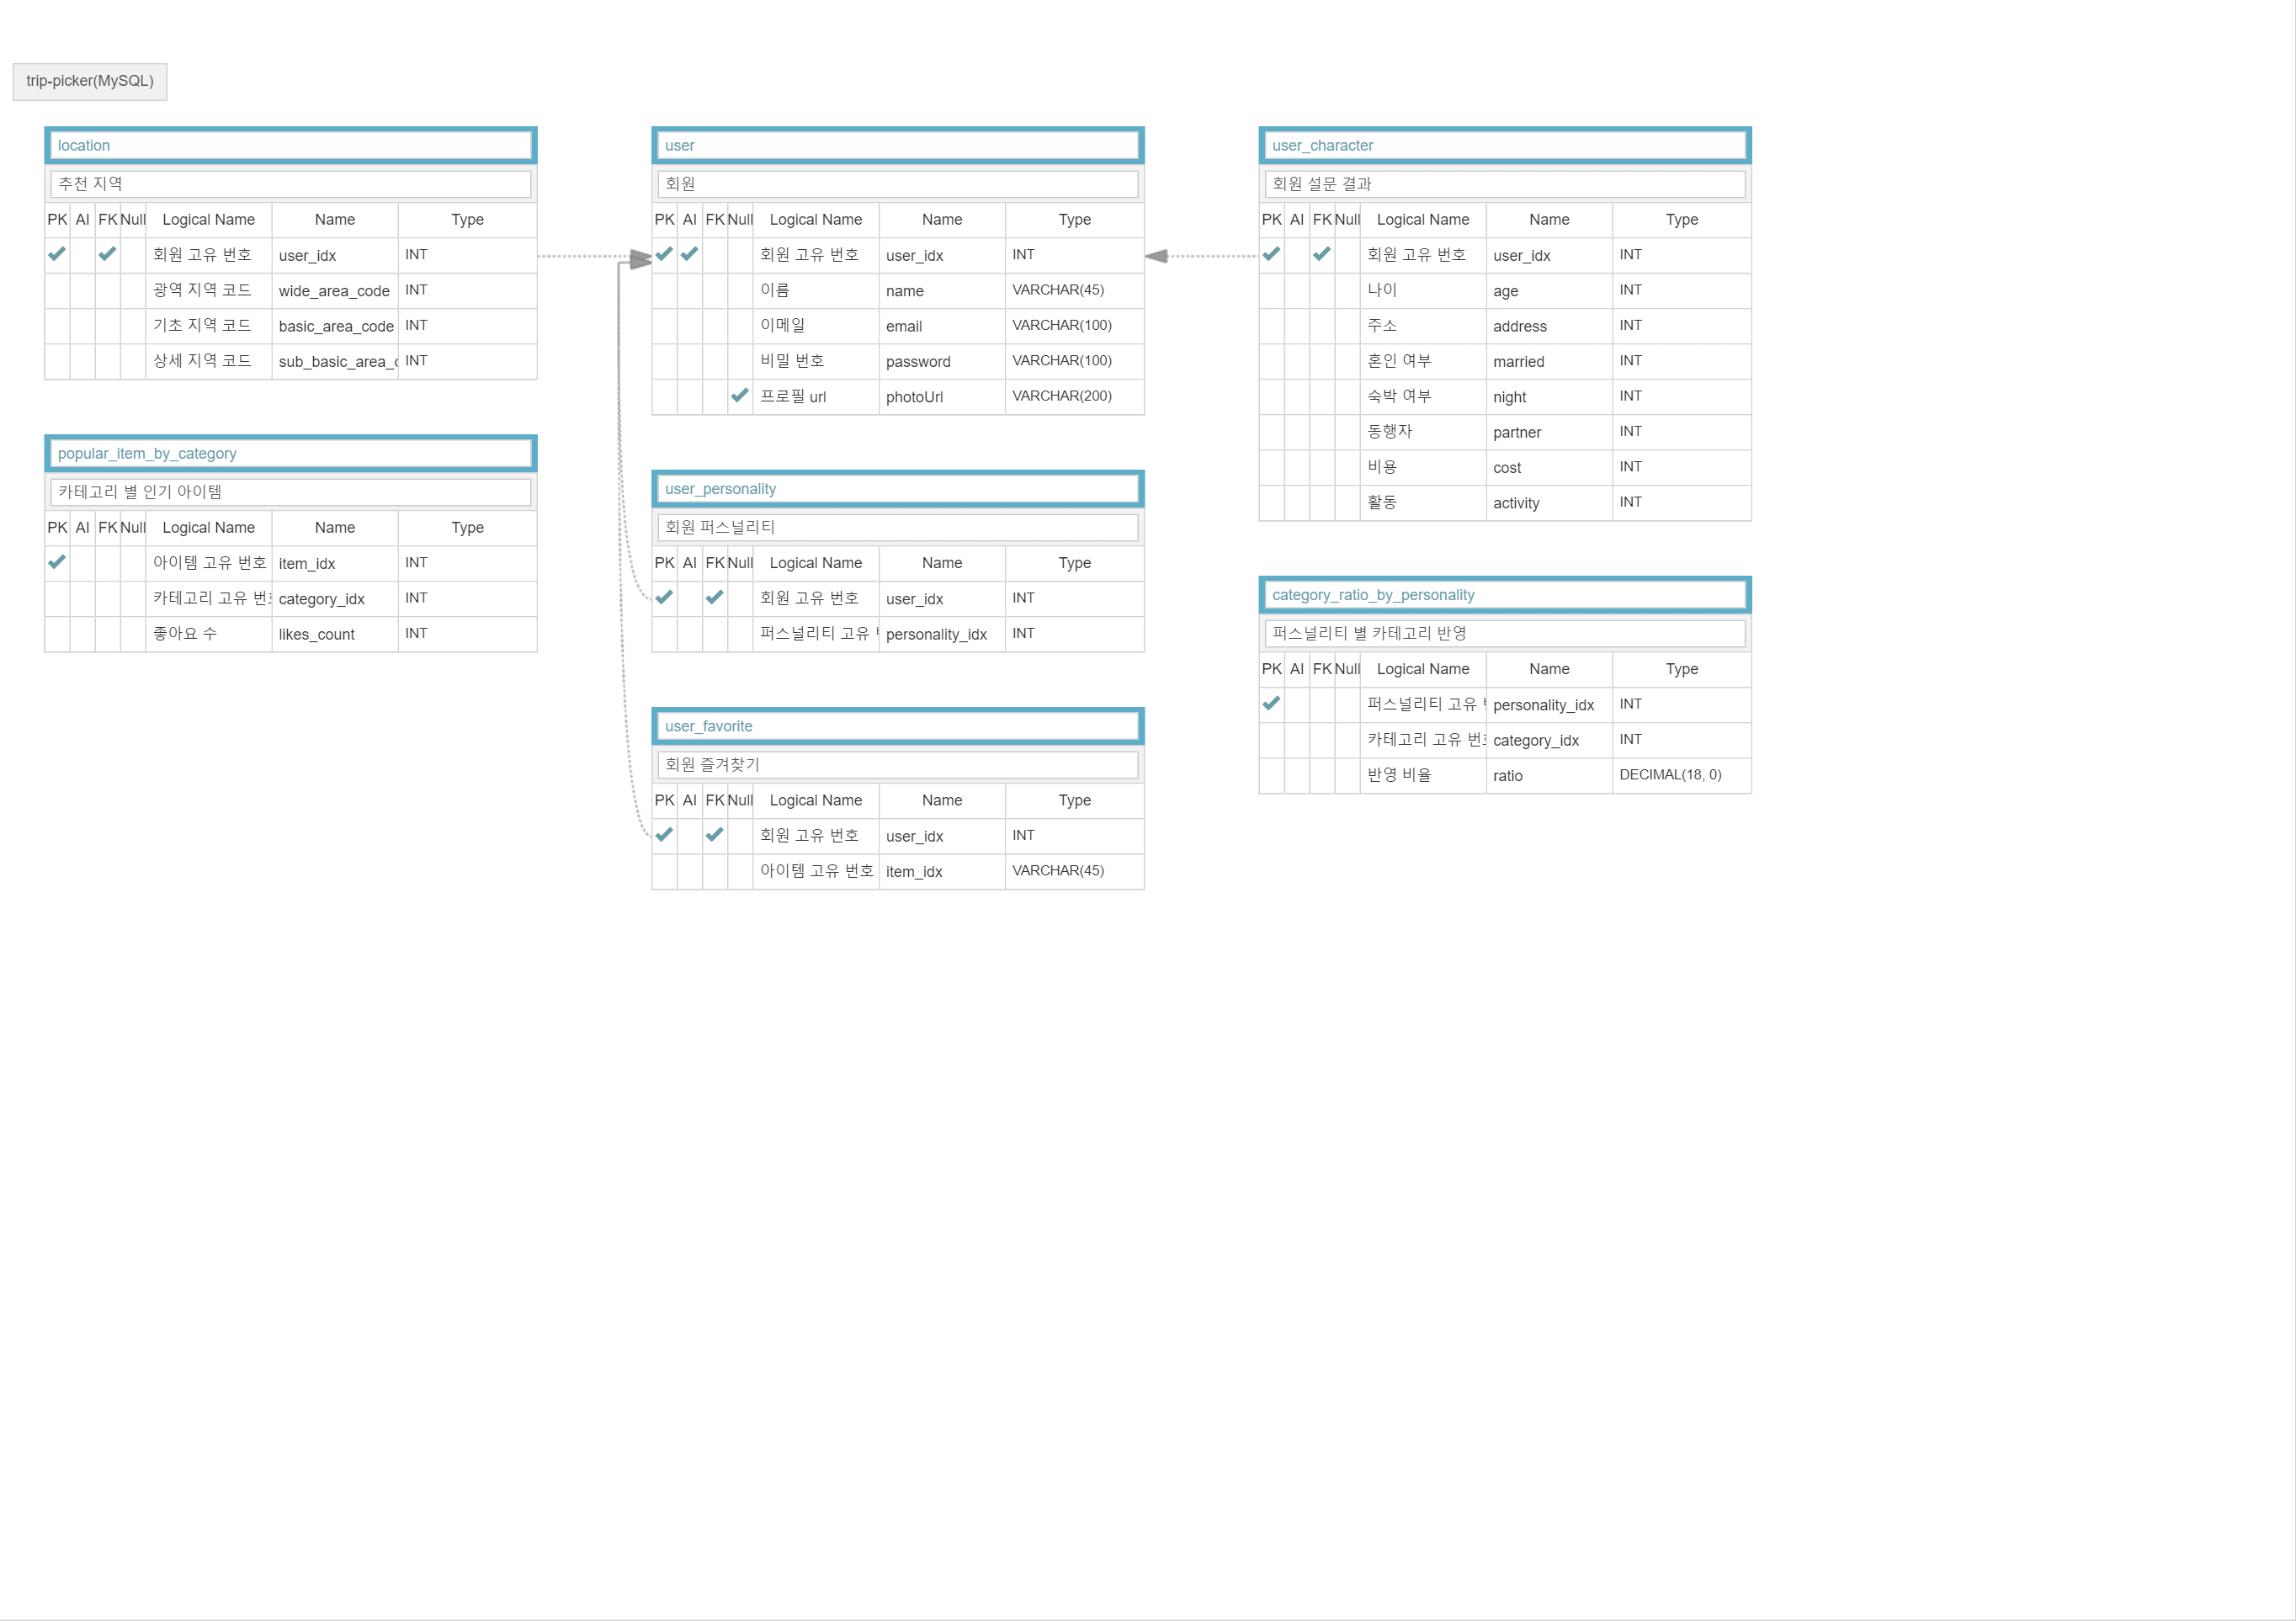 trip-picker(MySQL)
location
추천 지역
PK AI FK Null Logical Name Name Type
회원 고유 번호 user_idx INT
광역 지역 코드 wide_area_code INT
기초 지역 코드 basic_area_code INT
상세 지역 코드 sub_basic_area_ INT
popular_item_by_category
카테고리 별 인기 아이템
PK AI FK Null Logical Name Name Type
아이템 고유 번호 item_idx INT
카테고리 고유 번호 category_idx INT
좋아요 수 likes_count INT
user
회원
PK AI FK Null Logical Name Name Type
회원 고유 번호 user_idx INT
이름 name VARCHAR(45)
이메일 email VARCHAR(100)
비밀 번호 password VARCHAR(100)
프로필 url photoUrl VARCHAR(200)
user_personality
회원 퍼스널리티
PK AI FK Null Logical Name Name Type
회원 고유 번호 user_idx INT
퍼스널리티 고유 personality_idx INT
user_favorite
회원 즐겨찾기
PK AI FK Null Logical Name Name Type
회원 고유 번호 user_idx INT
아이템 고유 번호 item_idx VARCHAR(45)
user_character
회원 설문 결과
PK AI FK Null Logical Name Name Type
회원 고유 번호 user_idx INT
나이 age INT
주소 address INT
혼인 여부 married INT
숙박 여부 night INT
동행자 partner INT
비용 cost INT
활동 activity INT
category_ratio_by_personality
퍼스널리티 별 카테고리 반영
PK AI FK Null Logical Name Name Type
퍼스널리티 고유 personality_idx INT
카테고리 고유 번호 category_idx INT
반영 비율 ratio DECIMAL(18, 0)